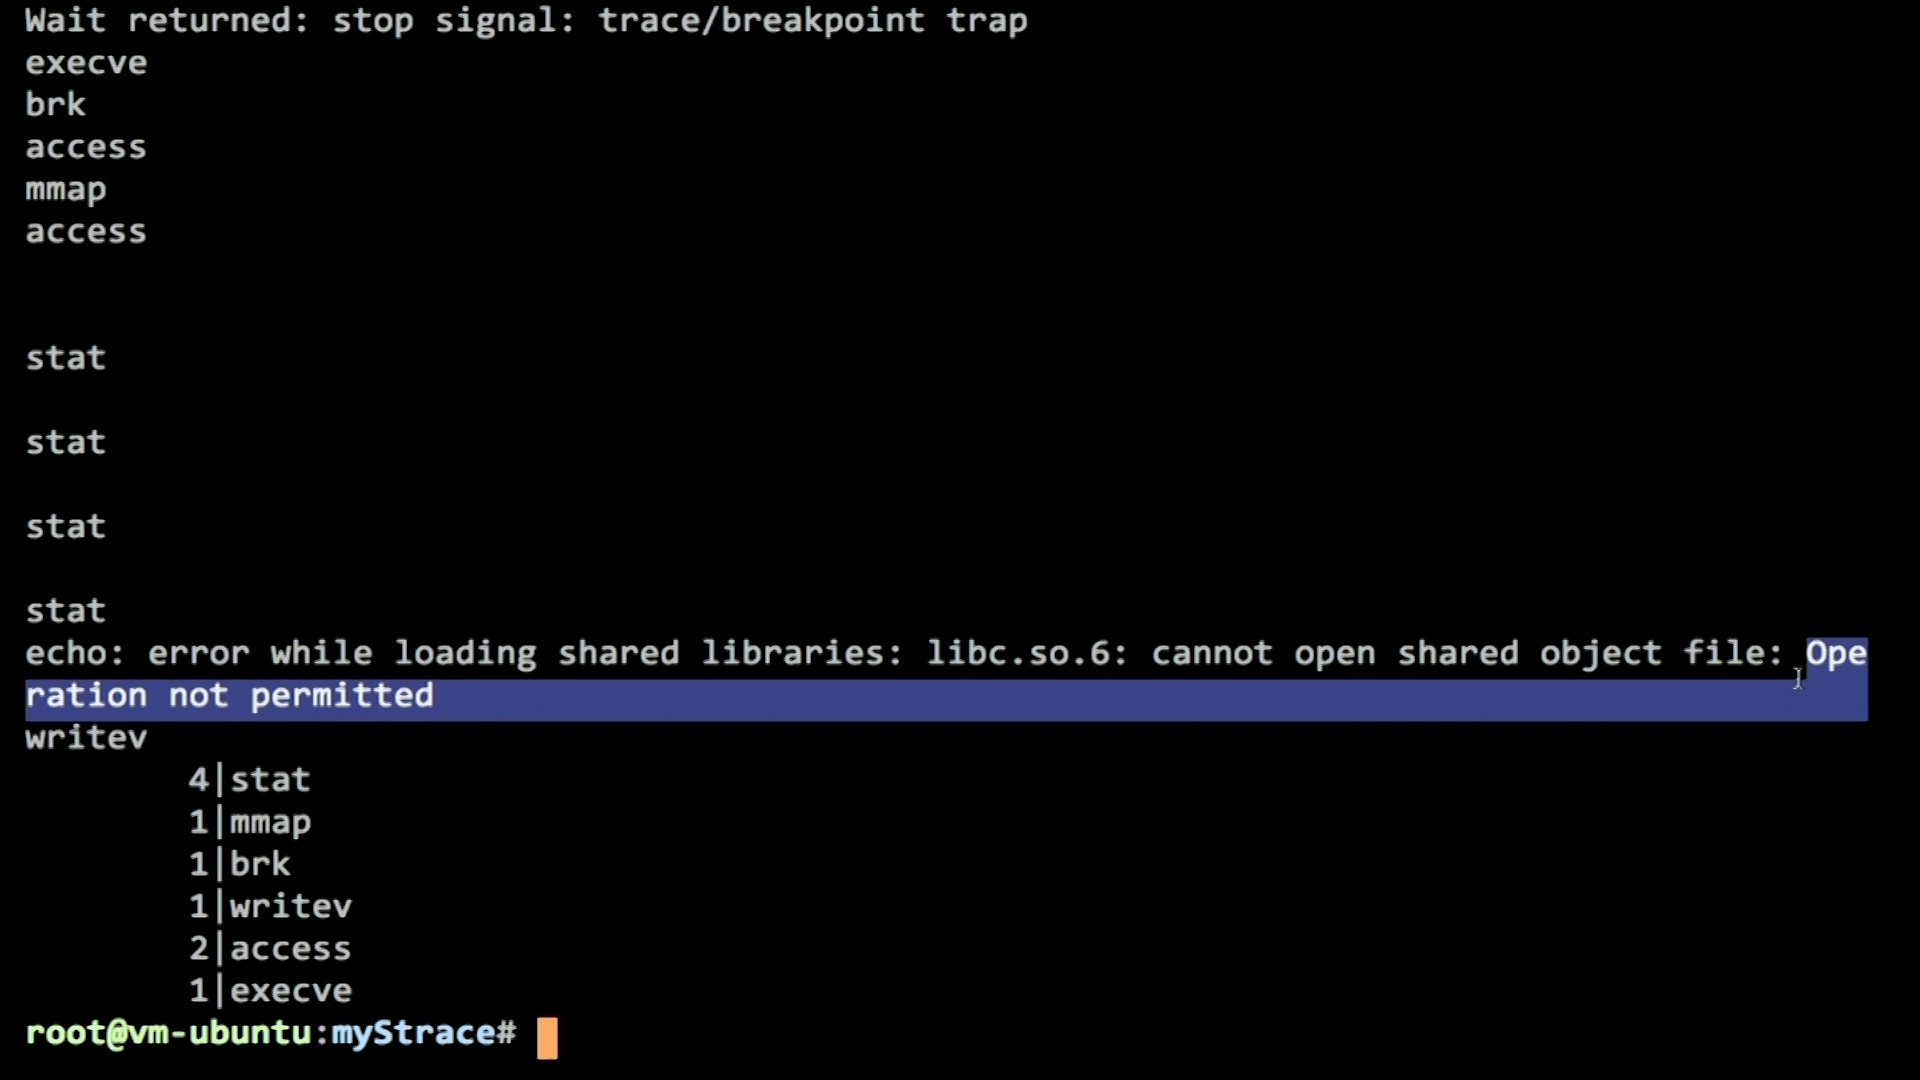 Wait returned: stop signal: trace/breakpoint trap
execve
brk
access
mmap
access
stat
stat
stat
stat
echo: error while loading shared libraries: libc.so.6: cannot open shared object file: Ope
ration not permitted
writev
4|stat
1|mmap
1|brk
1|writev
2|access
1|execve
root@vm-ubuntu:myStrace#